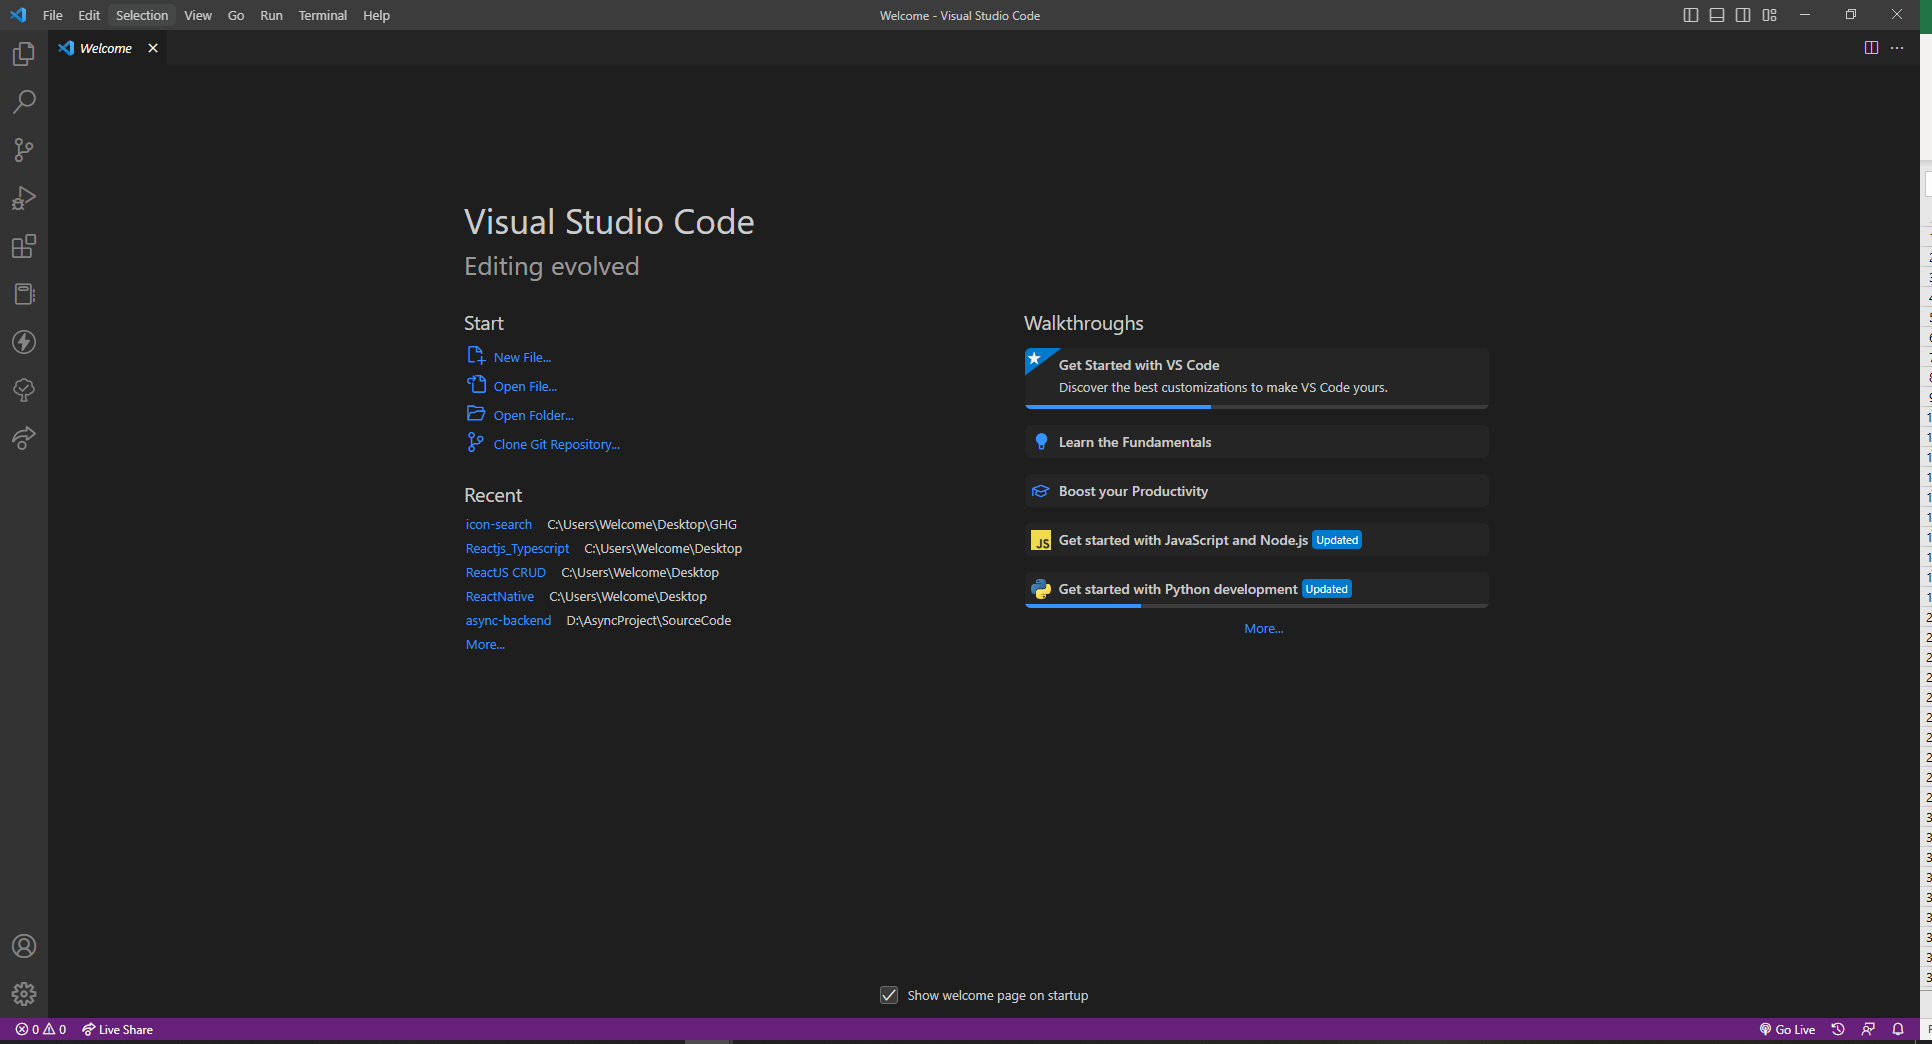 File Edit Selection View Go Run Terminal Help
Welcome - Visual Studio Code
Welcome
Visual Studio Code
Editing evolved
Start
New File...
Open File...
Open Folder...
Clone Git Repository...
Recent
icon-search C:\Users\Welcome\Desktop\GHG
Reactjs_Typescript C:\Users\Welcome\Desktop
ReactJS CRUD C:\Users\Welcome\Desktop
ReactNative C:\Users\Welcome\Desktop
async-backend D:\AsyncProject\SourceCode
More...
Walkthroughs
Get Started with VS Code
Discover the best customizations to make VS Code yours.
Learn the Fundamentals
Boost your Productivity
JS Get started with JavaScript and Node.js Updated
Get started with Python development Updated
More...
Show welcome page on startup
0 0 Live Share
Go Live